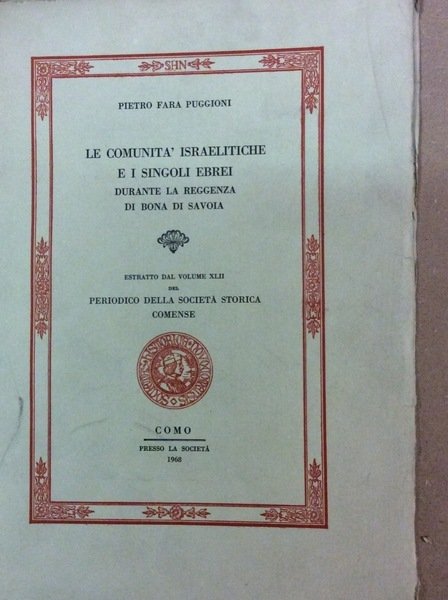 PIETRO FARA PUGGIONI
LE COMUNITA' ISRAELITICHE
E I SINGOLI EBREI
DURANTE LA REGGENZA
DI BONA DI SAVOIA
ESTRATTO DAL VOLUME XLII
DEL
PERIODICO DELLA SOCIETÀ STORICA
COMENSE
COMO
PRESSO LA SOCIETÀ
1968